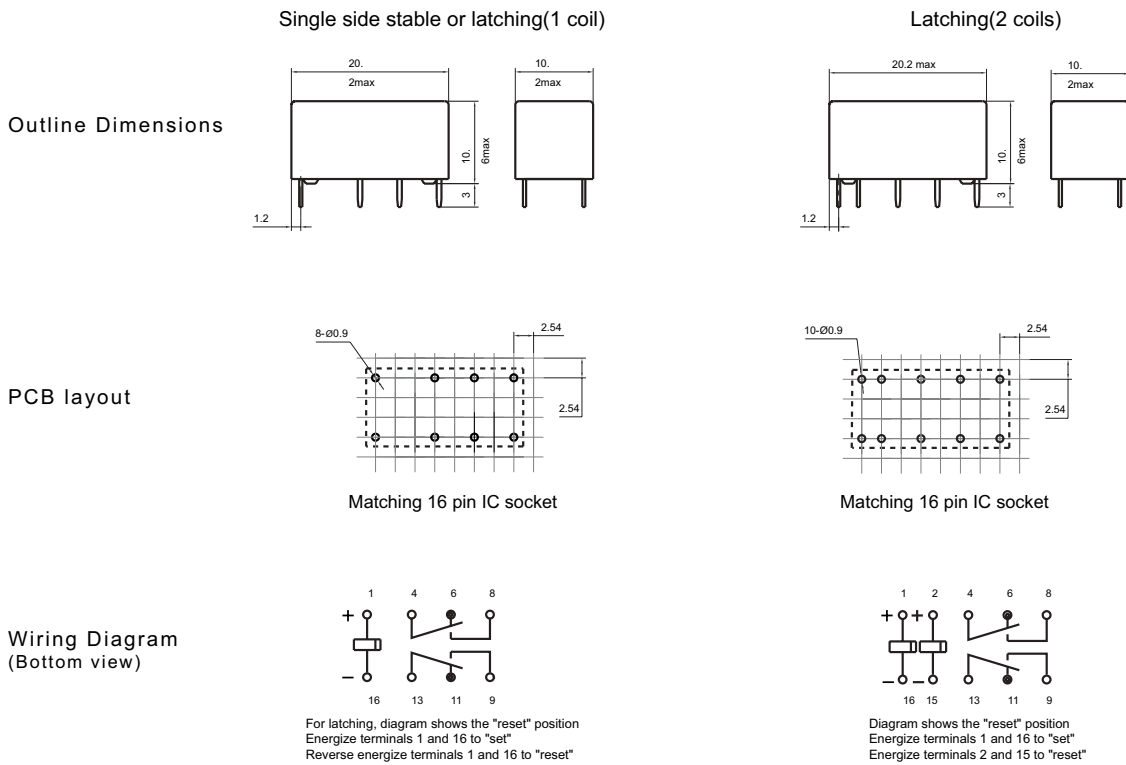 Single side stable or latching(1 coil)
Latching(2 coils)
Outline Dimensions
20.
2max
10.
2max
10.
6max
3
1.2
20.2 max
10.
2max
10.
6max
3
1.2
PCB layout
8-Ø0.9
2.54
2.54
Matching 16 pin IC socket
10-Ø0.9
2.54
2.54
Matching 16 pin IC socket
Wiring Diagram
(Bottom view)
1 4 6 8
+
−
16 13 11 9
For latching, diagram shows the "reset" position
Energize terminals 1 and 16 to "set"
Reverse energize terminals 1 and 16 to "reset"
1 2 4 6 8
+ +
− −
16 15 13 11 9
Diagram shows the "reset" position
Energize terminals 1 and 16 to "set"
Energize terminals 2 and 15 to "reset"